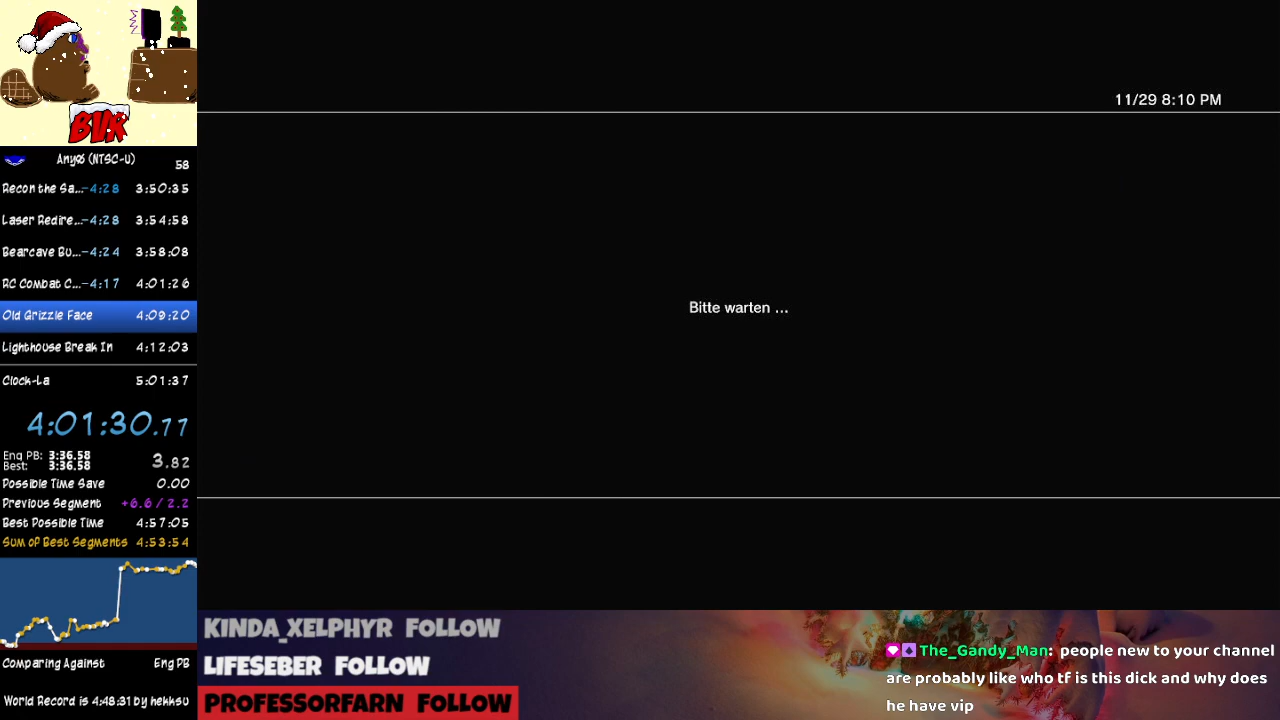 BVR
Any% (NTSC-U)
58
Recon the Sa... -4:28 3:50:35
Laser Redire... -4:28 3:54:58
Bearcave Bu... -4:24 3:58:08
RC Combat C... -4:17 4:01:26
Old Grizzle Face 4:09:20
Lighthouse Break In 4:12:03
Clock-La 5:01:37
4:01:30.77
Eng PB: 3:36.58
Best: 3:36.58
3.82
Possible Time Save 0.00
Previous Segment +6.6 / 2.2
Best Possible Time 4:57:05
Sum of Best Segments 4:53:54
Comparing Against Eng PB
World Record is 4:48:31 by hekksu
11/29 8:10 PM
Bitte warten ...
KINDA_XELPHYR FOLLOW
LIFESEBER FOLLOW
PROFESSORFARN FOLLOW
The_Gandy_Man: people new to your channel
are probably like who tf is this dick and why does
he have vip